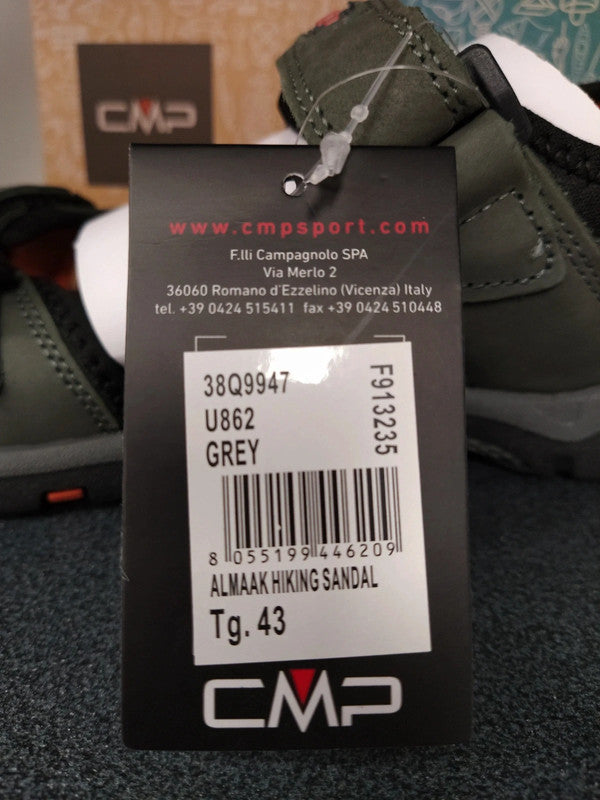 CMP
www.cmpsport.com
F.lli Campagnolo SPA
Via Merlo 2
36060 Romano d'Ezzelino (Vicenza) Italy
tel. +39 0424 515411 fax +39 0424 510448
38Q9947
U862
GREY
F913235
8 055199 446209
ALMAAK HIKING SANDAL
Tg. 43
CMP